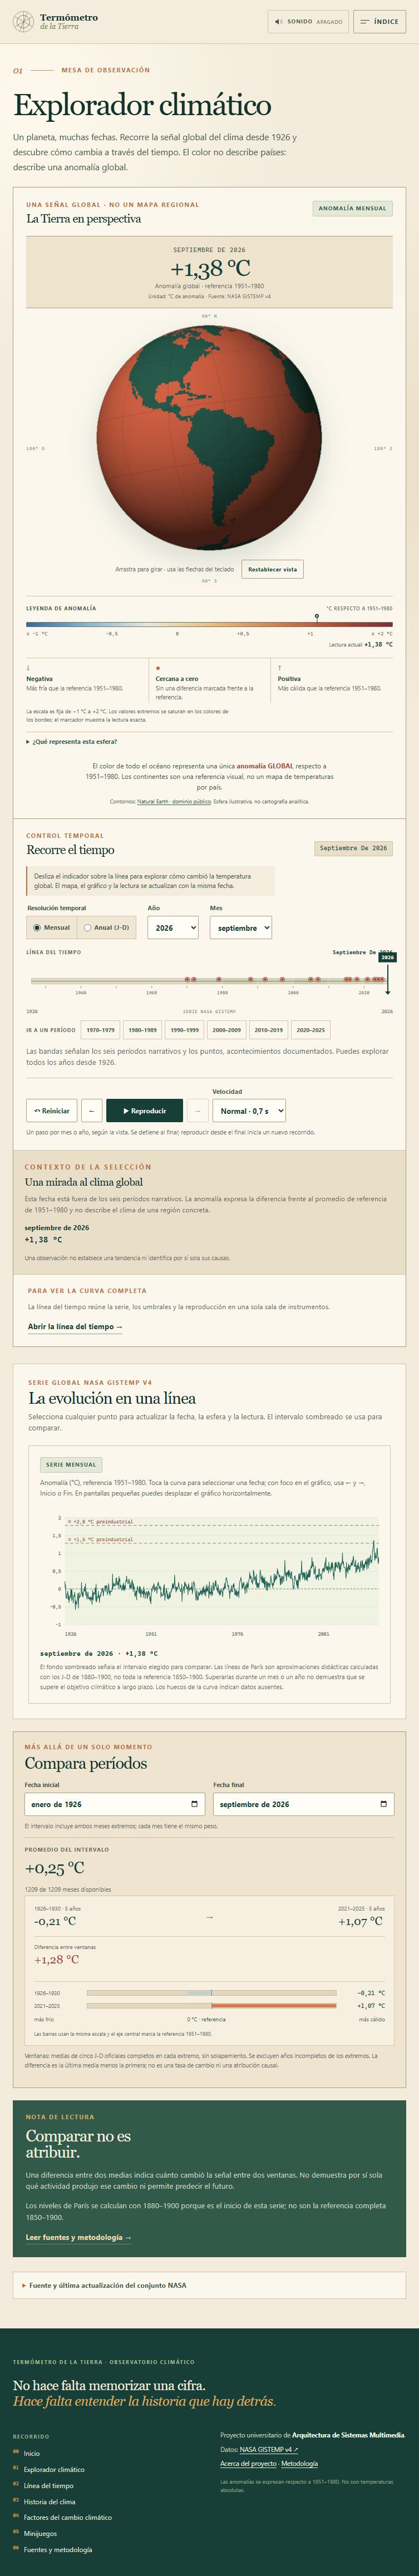 Termómetro
de la Tierra
SONIDO APAGADO
ÍNDICE
01 MESA DE OBSERVACIÓN
Explorador climático
Un planeta, muchas fechas. Recorre la señal global del clima desde 1926 y
descubre cómo cambia a través del tiempo. El color no describe países:
describe una anomalía global.
UNA SEÑAL GLOBAL · NO UN MAPA REGIONAL
La Tierra en perspectiva
ANOMALÍA MENSUAL
SEPTIEMBRE DE 2026
+1,38 °C
Anomalía global · referencia 1951–1980
Unidad: °C de anomalía · Fuente: NASA GISTEMP v4
90° N
180° O
180° E
Arrastra para girar · usa las flechas del teclado
Restablecer vista
90° S
LEYENDA DE ANOMALÍA
°C RESPECTO A 1951–1980
≤ −1 °C −0,5 0 +0,5 +1 ≥ +2 °C
Lectura actual: +1,38 °C
↓
Negativa
Más fría que la referencia 1951–1980.
Cercana a cero
Sin una diferencia marcada frente a la
referencia.
↑
Positiva
Más cálida que la referencia 1951–1980.
La escala es fija de −1 °C a +2 °C. Los valores extremos se saturan en los colores de
los bordes: el marcador muestra la lectura exacta.
▸ ¿Qué representa esta esfera?
El color de todo el océano representa una única anomalía GLOBAL respecto a
1951–1980. Los continentes son una referencia visual, no un mapa de temperaturas
por país.
Contornos: Natural Earth · dominio público. Esfera ilustrativa, no cartografía analítica.
CONTROL TEMPORAL
Recorre el tiempo
Septiembre De 2026
Desliza el indicador sobre la línea para explorar cómo cambió la temperatura
global. El mapa, el gráfico y la lectura se actualizan con la misma fecha.
Resolución temporal
Mensual
Anual (J-D)
Año
2026
Mes
septiembre
LÍNEA DEL TIEMPO
Septiembre De 2026
2026
1940 1960 1980 2000 2020
1926 SERIE NASA GISTEMP 2026
IR A UN PERÍODO 1970–1979 1980–1989 1990–1999 2000–2009 2010–2019 2020–2025
Las bandas señalan los seis períodos narrativos y los puntos, acontecimientos documentados. Puedes explorar
todos los años desde 1926.
Velocidad
↶ Reiniciar
←
▶ Reproducir
→
Normal · 0,7 s
Un paso por mes o año, según la vista. Se detiene al final; reproducir desde el final inicia un nuevo recorrido.
CONTEXTO DE LA SELECCIÓN
Una mirada al clima global
Esta fecha está fuera de los seis períodos narrativos. La anomalía expresa la diferencia frente al promedio de referencia
de 1951–1980 y no describe el clima de una región concreta.
septiembre de 2026
+1,38 °C
Una observación no establece una tendencia ni identifica por sí sola sus causas.
PARA VER LA CURVA COMPLETA
La línea del tiempo reúne la serie, los umbrales y la reproducción en una sola sala de instrumentos.
Abrir la línea del tiempo →
SERIE GLOBAL NASA GISTEMP V4
La evolución en una línea
Selecciona cualquier punto para actualizar la fecha, la esfera y la lectura. El intervalo sombreado se usa para
comparar.
SERIE MENSUAL
Anomalía (°C), referencia 1951–1980. Toca la curva para seleccionar una fecha; con foco en el gráfico, usa ← y →,
Inicio o Fin. En pantallas pequeñas puedes desplazar el gráfico horizontalmente.
2
≈ +2,0 °C preindustrial
1,5
≈ +1,5 °C preindustrial
1
0,5
0
−0,5
−1
1926 1951 1976 2001
septiembre de 2026 · +1,38 °C
El fondo sombreado señala el intervalo elegido para comparar. Las líneas de París son aproximaciones didácticas calculadas
con los J-D de 1880–1900, no toda la referencia 1850–1900. Superarlas durante un mes o un año no demuestra que se
supere el objetivo climático a largo plazo. Los huecos de la curva indican datos ausentes.
MÁS ALLÁ DE UN SOLO MOMENTO
Compara períodos
Fecha inicial
enero de 1926
Fecha final
septiembre de 2026
El intervalo incluye ambos meses extremos; cada mes tiene el mismo peso.
PROMEDIO DEL INTERVALO
+0,25 °C
1209 de 1209 meses disponibles
1926–1930 · 5 años
-0,21 °C
→
2021–2025 · 5 años
+1,07 °C
Diferencia entre ventanas
+1,28 °C
1926–1930 −0,21 °C
2021–2025 +1,07 °C
más frío 0 °C · referencia más cálido
Las barras usan la misma escala y el eje central marca la referencia 1951–1980.
Ventanas: medias de cinco J-D oficiales completos en cada extremo, sin solapamiento. Se excluyen años incompletos de los extremos. La
diferencia es la última media menos la primera; no es una tasa de cambio ni una atribución causal.
NOTA DE LECTURA
Comparar no es
atribuir.
Una diferencia entre dos medias indica cuánto cambió la señal entre dos ventanas. No demuestra por sí sola
qué actividad produjo ese cambio ni permite predecir el futuro.
Los niveles de París se calculan con 1880–1900 porque es el inicio de esta serie; no son la referencia completa
1850–1900.
Leer fuentes y metodología →
▸ Fuente y última actualización del conjunto NASA
TERMÓMETRO DE LA TIERRA · OBSERVATORIO CLIMÁTICO
No hace falta memorizar una cifra.
Hace falta entender la historia que hay detrás.
RECORRIDO
00 Inicio
01 Explorador climático
02 Línea del tiempo
03 Historia del clima
04 Factores del cambio climático
05 Minijuegos
06 Fuentes y metodología
Proyecto universitario de Arquitectura de Sistemas Multimedia.
Datos: NASA GISTEMP v4 ↗
Acerca del proyecto · Metodología
Las anomalías se expresan respecto a 1951–1980. No son temperaturas
absolutas.